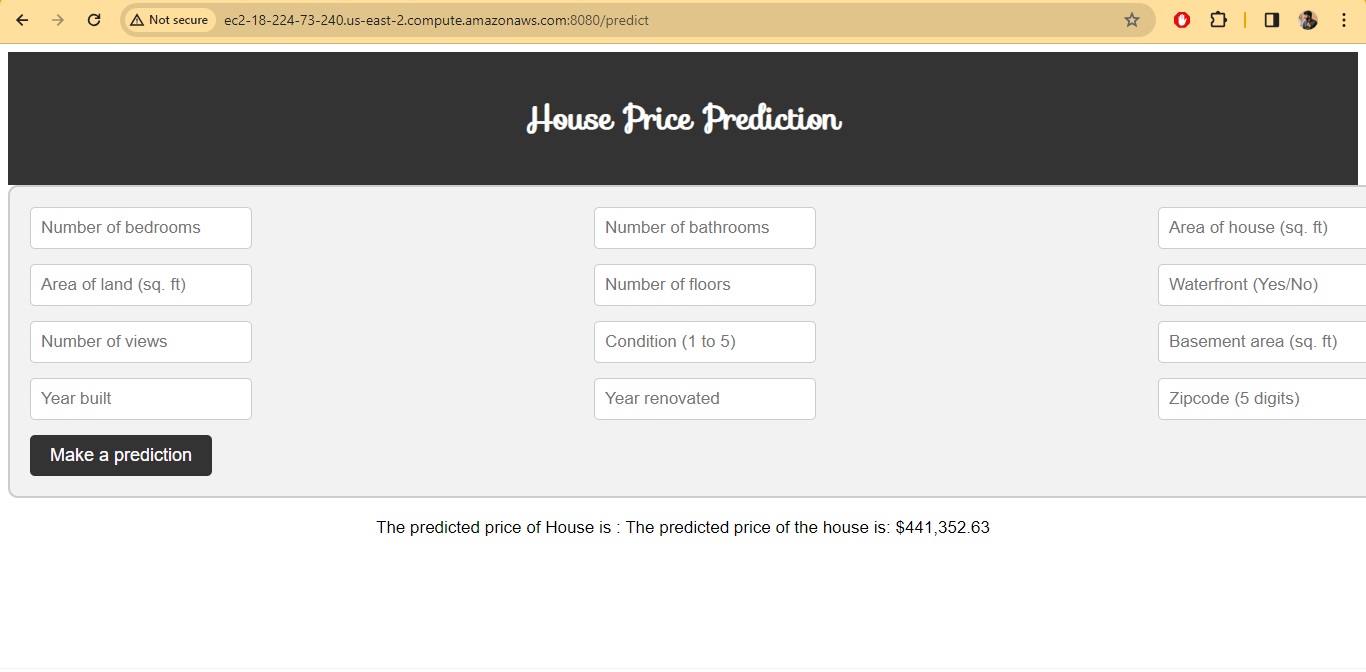 Not secure ec2-18-224-73-240.us-east-2.compute.amazonaws.com:8080/predict
House Price Prediction
Number of bedrooms Number of bathrooms Area of house (sq. ft)
Area of land (sq. ft) Number of floors Waterfront (Yes/No)
Number of views Condition (1 to 5) Basement area (sq. ft)
Year built Year renovated Zipcode (5 digits)
Make a prediction
The predicted price of House is : The predicted price of the house is: $441,352.63